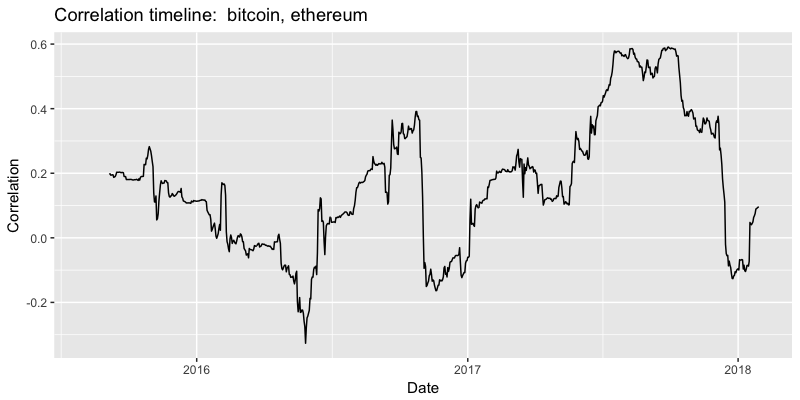 Correlation timeline:  bitcoin, ethereum
0.6
0.4
0.2
0.0
-0.2
Correlation
2016 2017 2018
Date